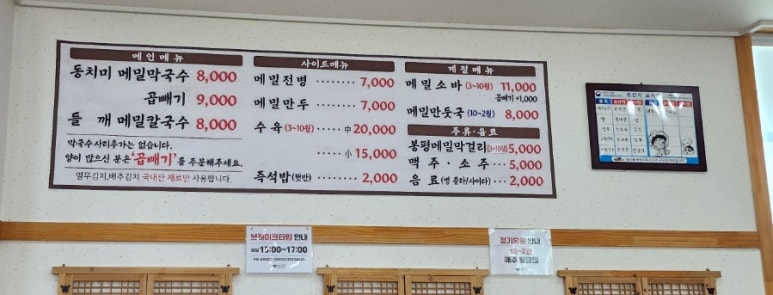 메인메뉴
동치미 메밀막국수 8,000
곱빼기 9,000
들 깨 메밀칼국수 8,000
막국수사리추가는 없습니다.
양이 많으신 분은 '곱빼기'를 주문해주세요.
열무김치,배추김치 국내산 재료만 사용합니다.
사이드메뉴
메밀전병 ········ 7,000
메밀만두 ········ 7,000
수 육 (3~10월) ···· 中 20,000
···· 小 15,000
즉석밥(햇반) ······ 2,000
계절메뉴
메밀소바 (3~10월) 11,000
곱빼기 +1,000
메밀만둣국 (10~2월) 8,000
주류·음료
봉평메밀막걸리 5,000
맥주 · 소주 ··· 5,000
음 료 (병 콜라/사이다) ·· 2,000
브레이크타임 안내
15:00~17:00
정기휴일 안내
10~2월
매주 월요일